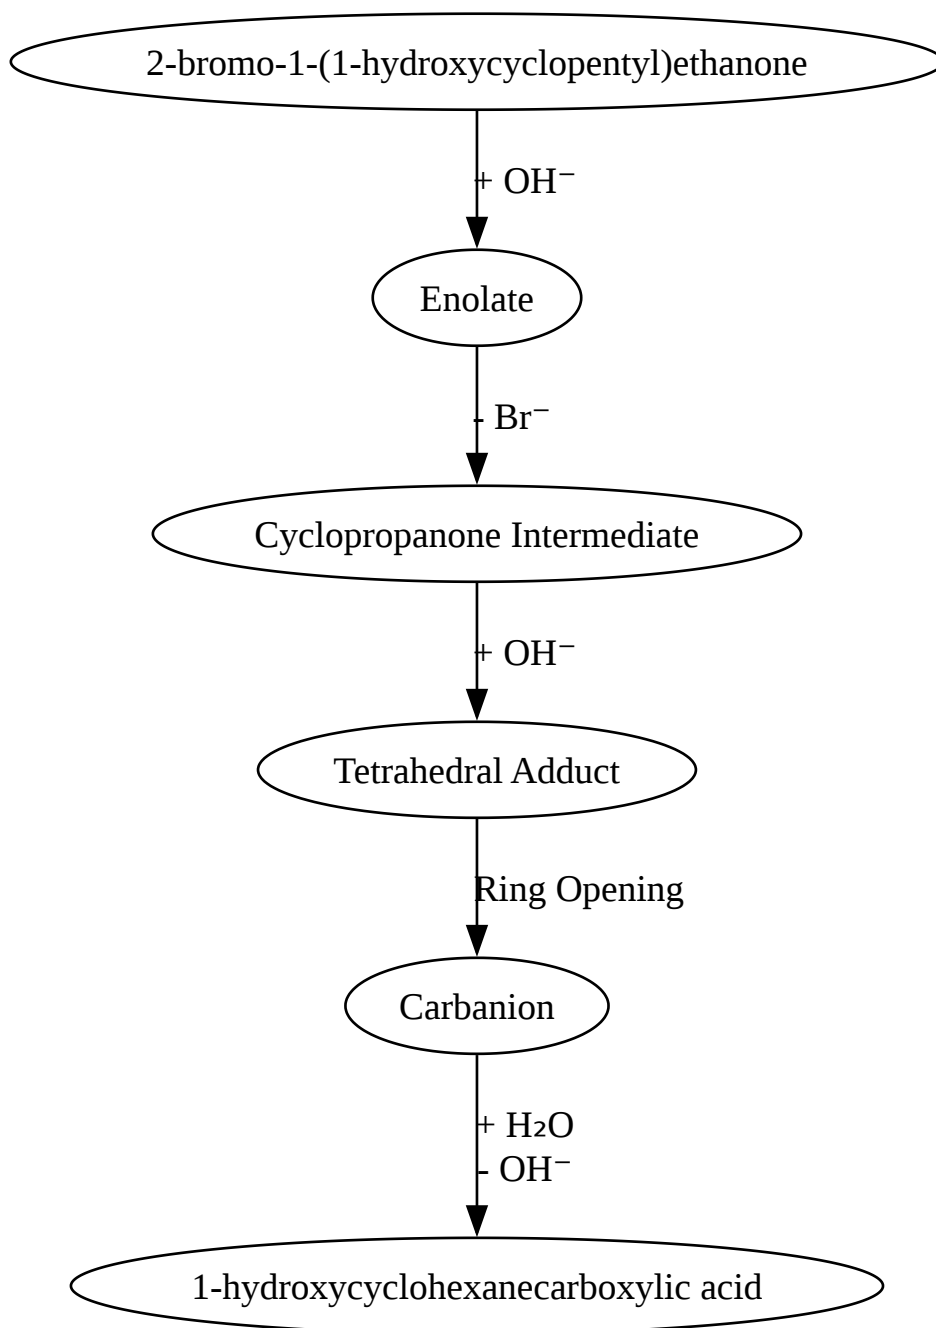 2-bromo-1-(1-hydroxycyclopentyl)ethanone
+ OH⁻
Enolate
- Br⁻
Cyclopropanone Intermediate
+ OH⁻
Tetrahedral Adduct
Ring Opening
Carbanion
+ H₂O
- OH⁻
1-hydroxycyclohexanecarboxylic acid